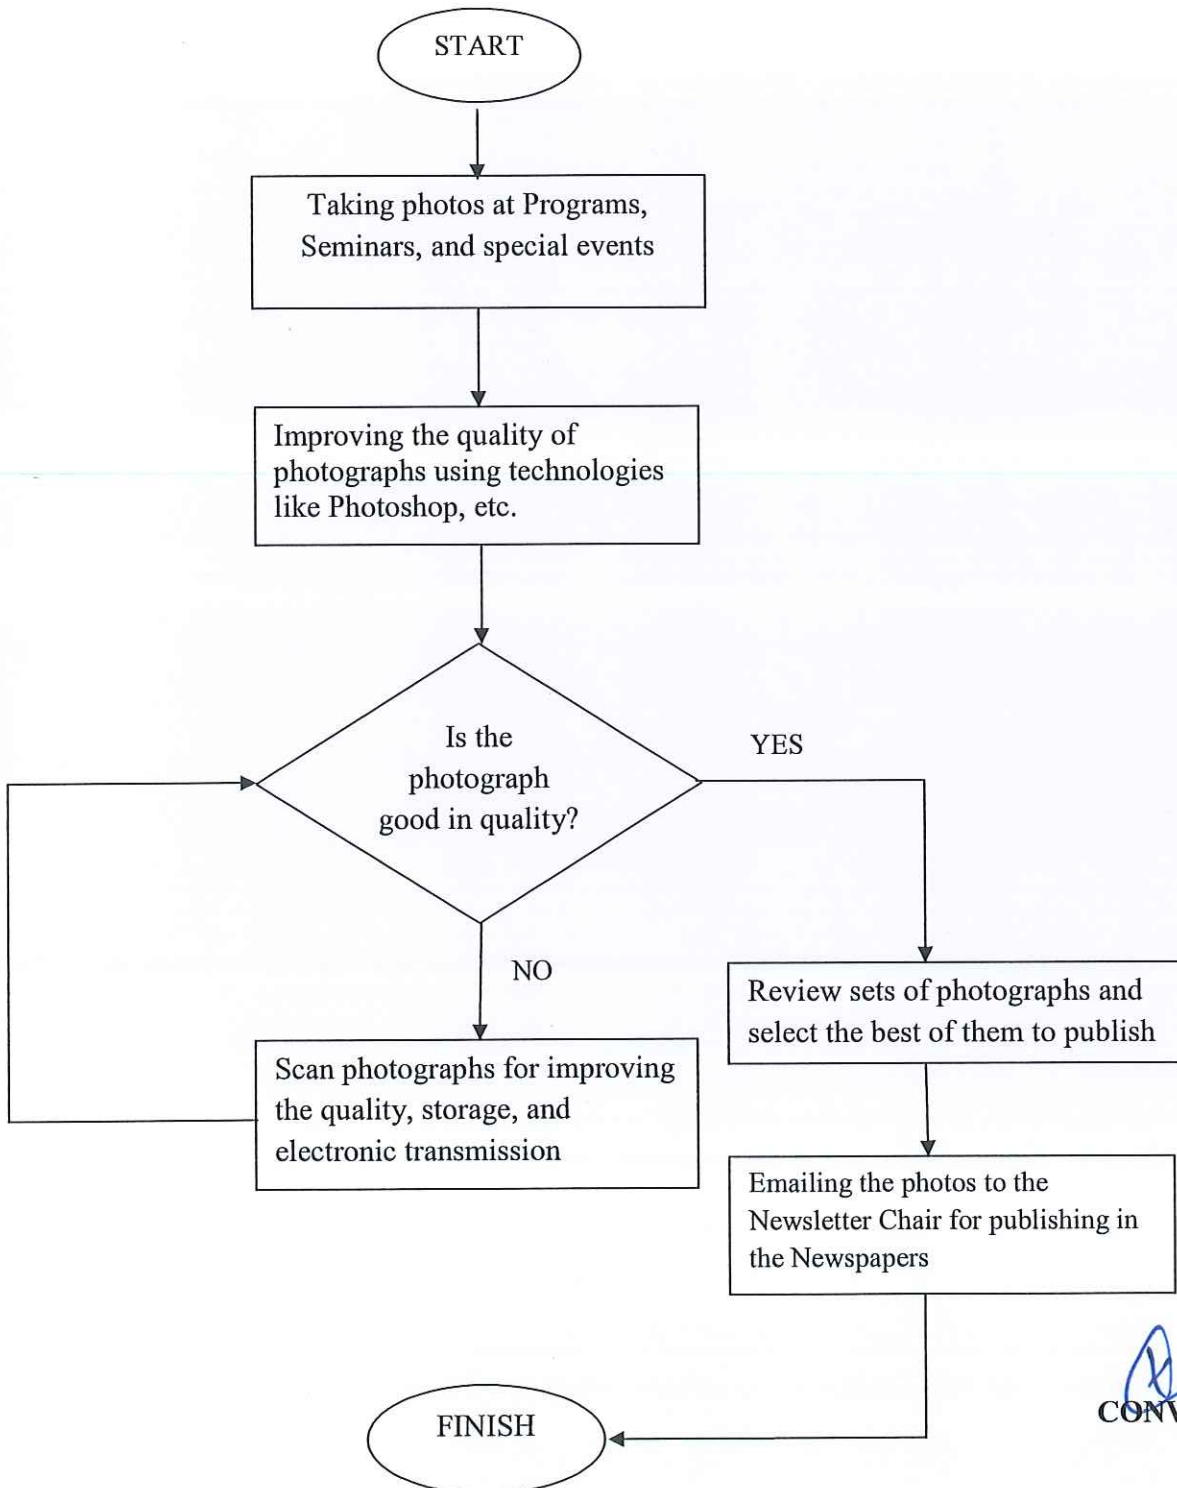 START
Taking photos at Programs,
Seminars, and special events
Improving the quality of
photographs using technologies
like Photoshop, etc.
Is the
photograph
good in quality?
YES
NO
Review sets of photographs and
select the best of them to publish
Scan photographs for improving
the quality, storage, and
electronic transmission
Emailing the photos to the
Newsletter Chair for publishing in
the Newspapers
FINISH